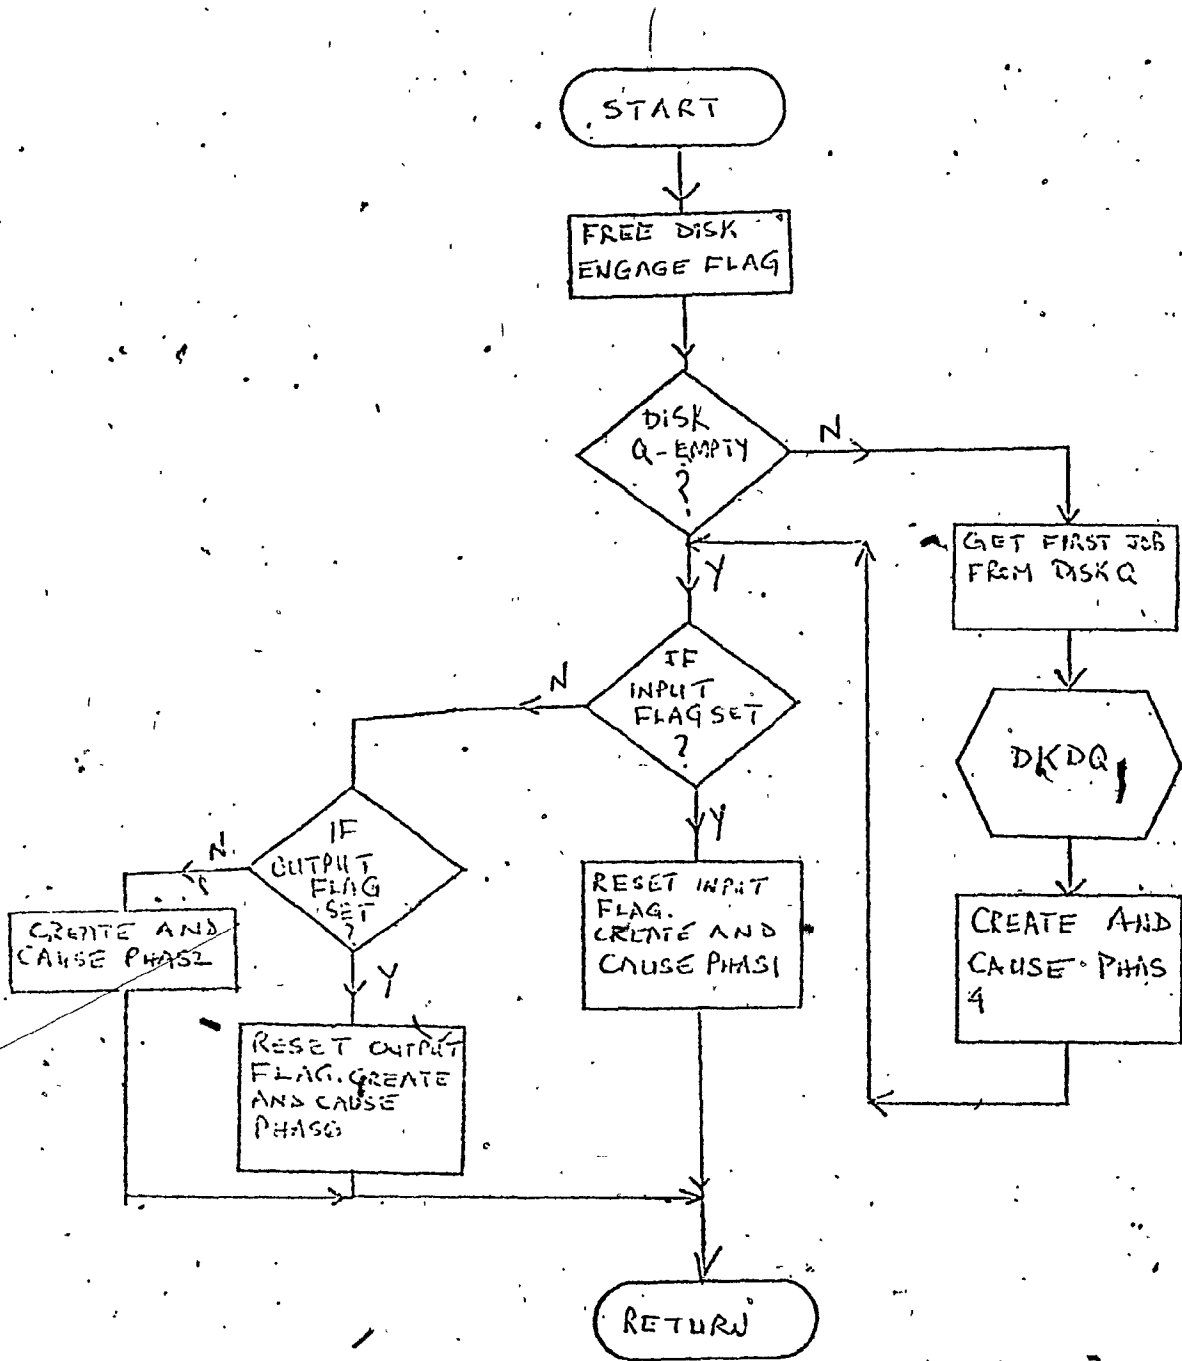 START
FREE DISK
ENGAGE FLAG
DISK
Q-EMPTY
?
N
GET FIRST JOB
FROM DISK Q
Y
IF
INPUT
FLAG SET
?
N
DKDQ
Y
IF
OUTPUT
FLAG
SET
?
N
RESET INPUT
FLAG.
CREATE AND
CAUSE PHAS1
CREATE AND
CAUSE PHAS
4
CREATE AND
CAUSE PHAS2
Y
RESET OUTPUT
FLAG. CREATE
AND CAUSE
PHAS6
RETURN